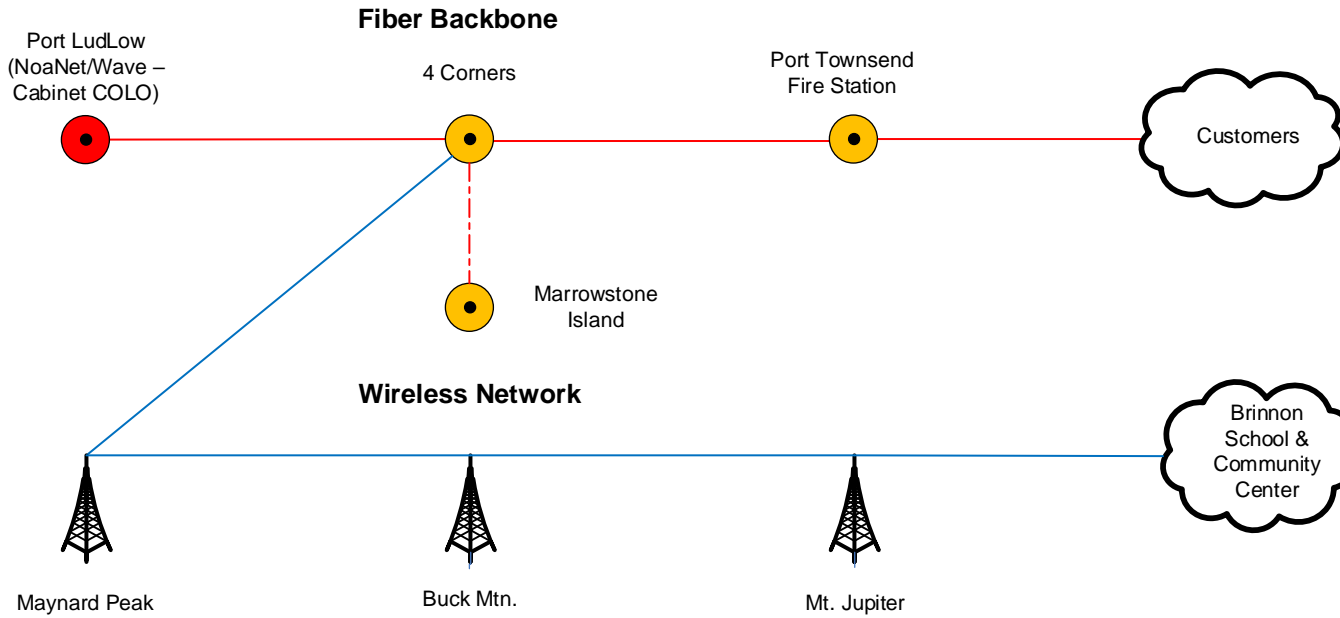 Fiber Backbone
Port LudLow
(NoaNet/Wave –
Cabinet COLO)
4 Corners
Port Townsend
Fire Station
Customers
Marrowstone
Island
Wireless Network
Brinnon
School &
Community
Center
Maynard Peak
Buck Mtn.
Mt. Jupiter